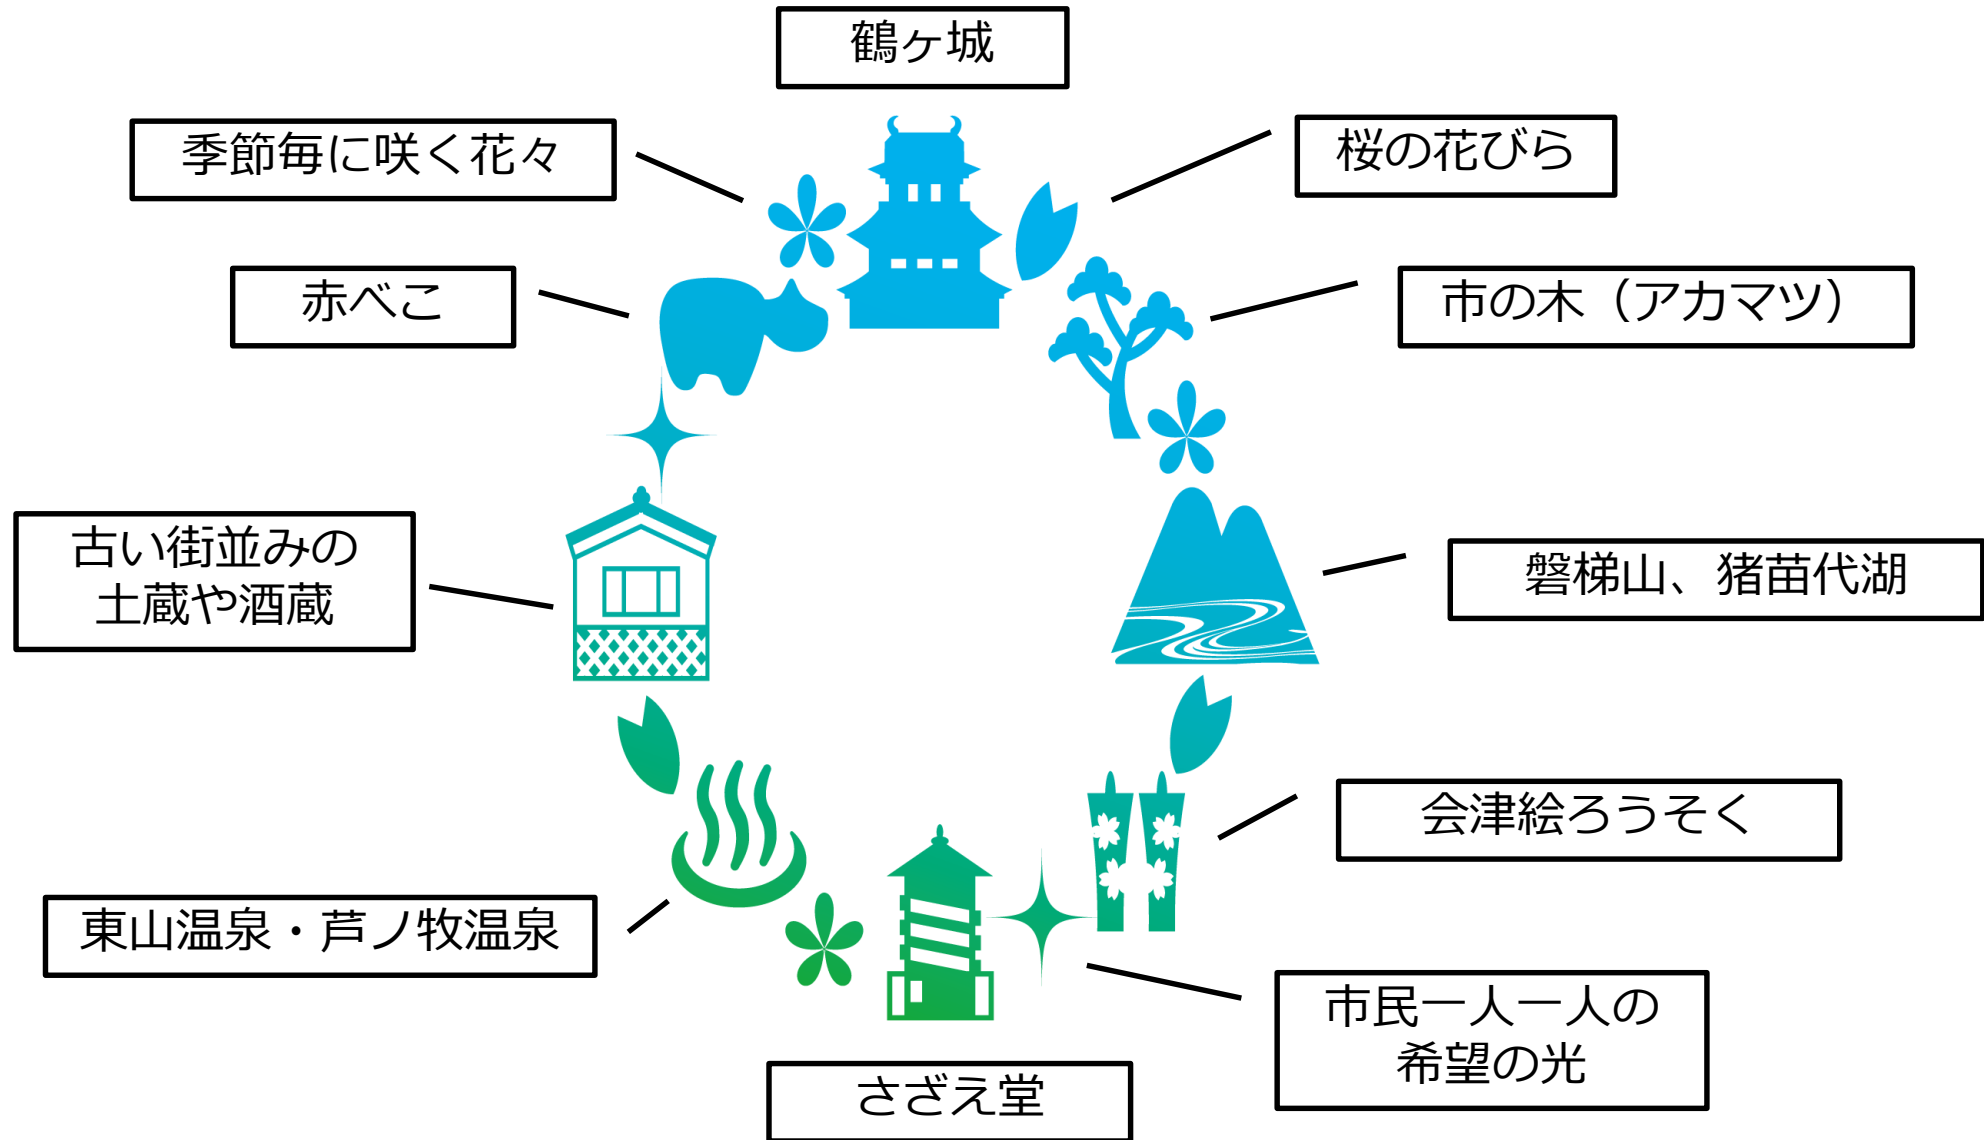 鶴ヶ城
季節毎に咲く花々
桜の花びら
赤べこ
市の木（アカマツ）
古い街並みの
土蔵や酒蔵
磐梯山、猪苗代湖
会津絵ろうそく
東山温泉・芦ノ牧温泉
市民一人一人の
希望の光
さざえ堂